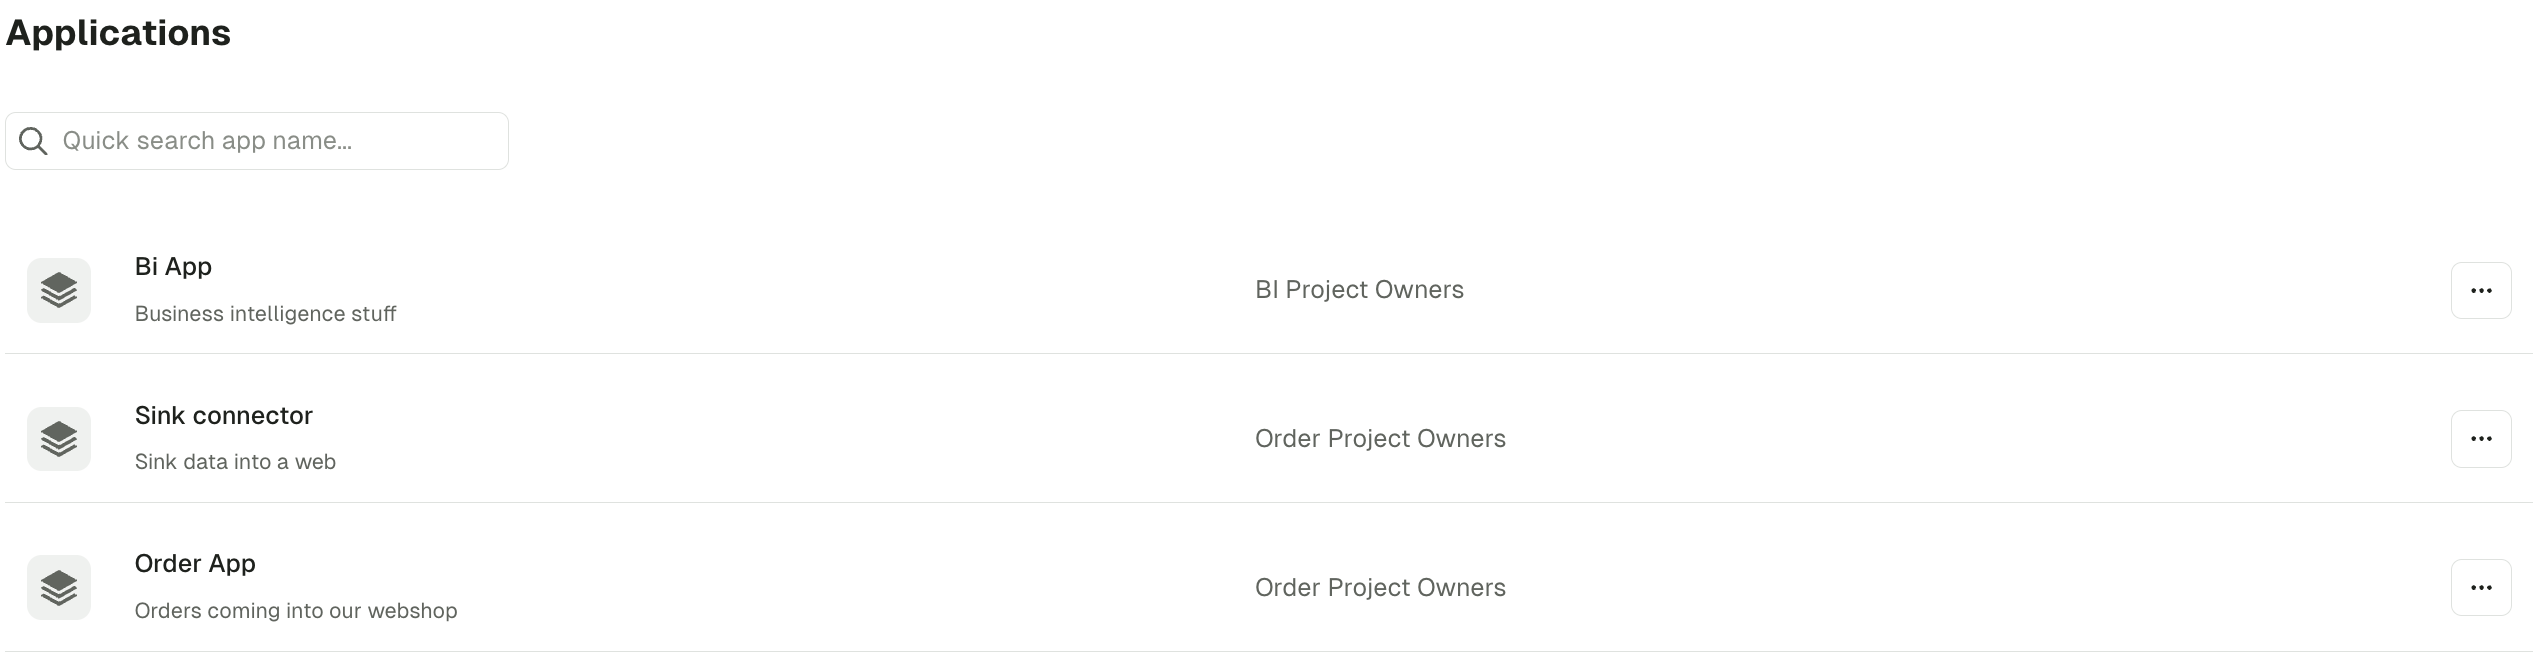 Applications
Quick search app name...
Bi App
Business intelligence stuff
BI Project Owners
Sink connector
Sink data into a web
Order Project Owners
Order App
Orders coming into our webshop
Order Project Owners